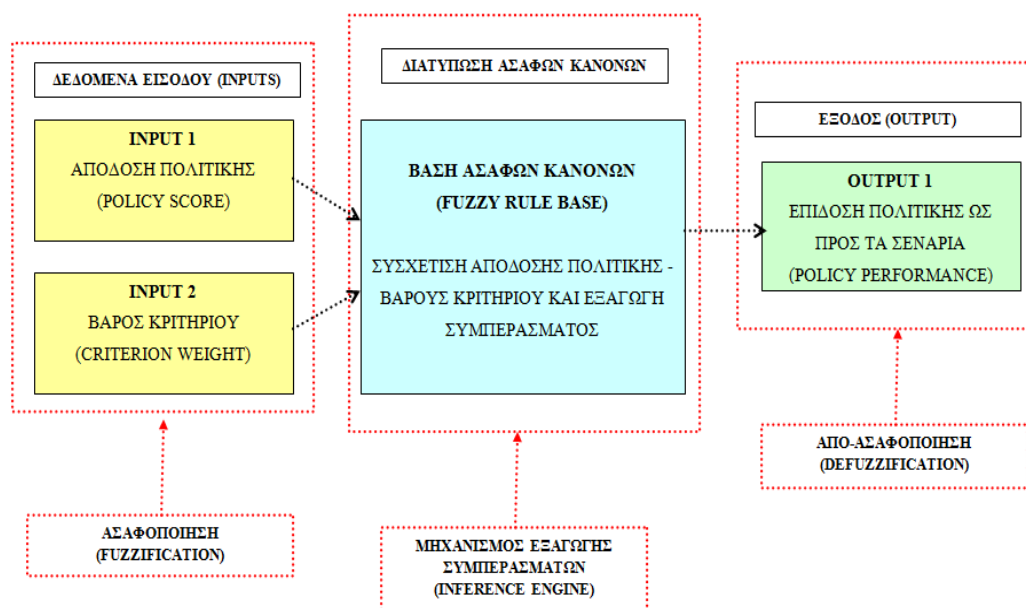 ΔΕΔΟΜΕΝΑ ΕΙΣΟΔΟΥ (INPUTS)
INPUT 1
ΑΠΟΔΟΣΗ ΠΟΛΙΤΙΚΗΣ
(POLICY SCORE)
INPUT 2
ΒΑΡΟΣ ΚΡΙΤΗΡΙΟΥ
(CRITERION WEIGHT)
ΑΣΑΦΟΠΟΙΗΣΗ
(FUZZIFICATION)
ΔΙΑΤΥΠΩΣΗ ΑΣΑΦΩΝ ΚΑΝΟΝΩΝ
ΒΑΣΗ ΑΣΑΦΩΝ ΚΑΝΟΝΩΝ
(FUZZY RULE BASE)
ΣΥΣΧΕΤΙΣΗ ΑΠΟΔΟΣΗΣ ΠΟΛΙΤΙΚΗΣ -
ΒΑΡΟΥΣ ΚΡΙΤΗΡΙΟΥ ΚΑΙ ΕΞΑΓΩΓΗ
ΣΥΜΠΕΡΑΣΜΑΤΟΣ
ΜΗΧΑΝΙΣΜΟΣ ΕΞΑΓΩΓΗΣ
ΣΥΜΠΕΡΑΣΜΑΤΩΝ
(INFERENCE ENGINE)
ΕΞΟΔΟΣ (OUTPUT)
OUTPUT 1
ΕΠΙΔΟΣΗ ΠΟΛΙΤΙΚΗΣ ΩΣ
ΠΡΟΣ ΤΑ ΣΕΝΑΡΙΑ
(POLICY PERFORMANCE)
ΑΠΟ-ΑΣΑΦΟΠΟΙΗΣΗ
(DEFUZZIFICATION)